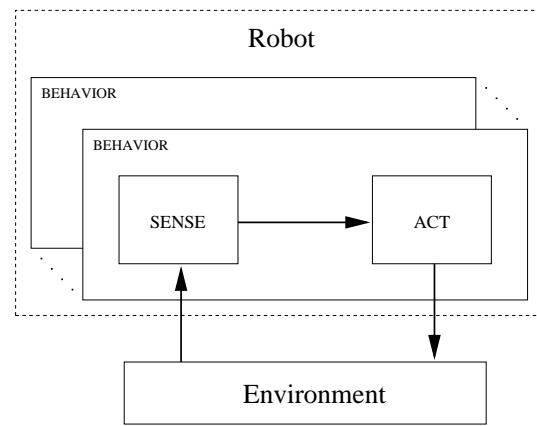 Robot
BEHAVIOR
BEHAVIOR
SENSE
ACT
Environment